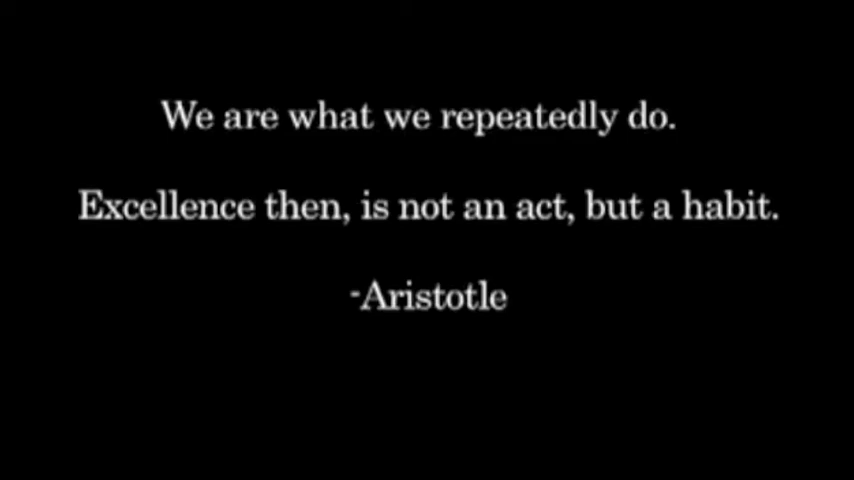 We are what we repeatedly do.
Excellence then, is not an act, but a habit.
-Aristotle